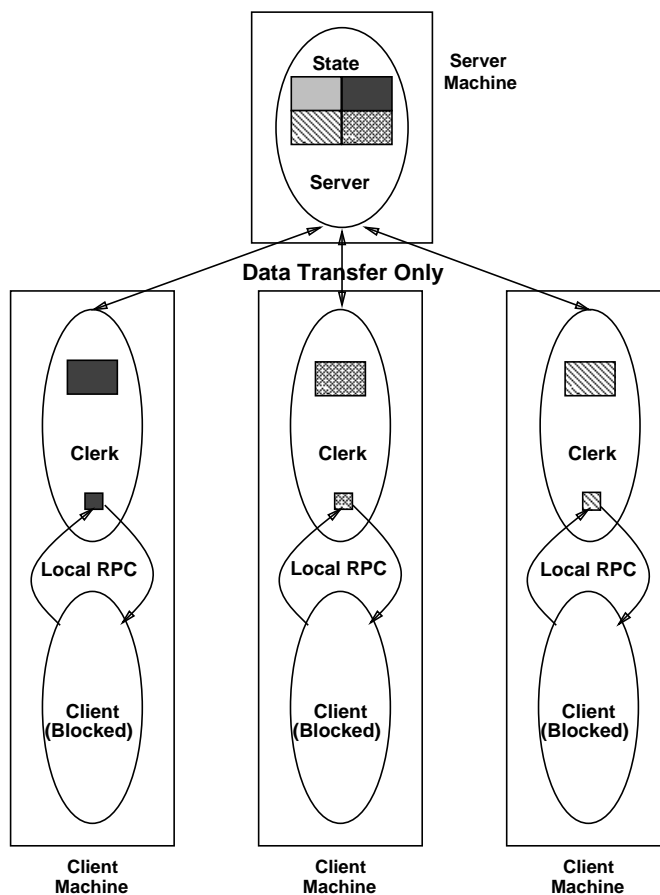 State
Server
Machine
Server
Data Transfer Only
Clerk
Clerk
Clerk
Local RPC
Local RPC
Local RPC
Client
(Blocked)
Client
(Blocked)
Client
(Blocked)
Client
Machine
Client
Machine
Client
Machine